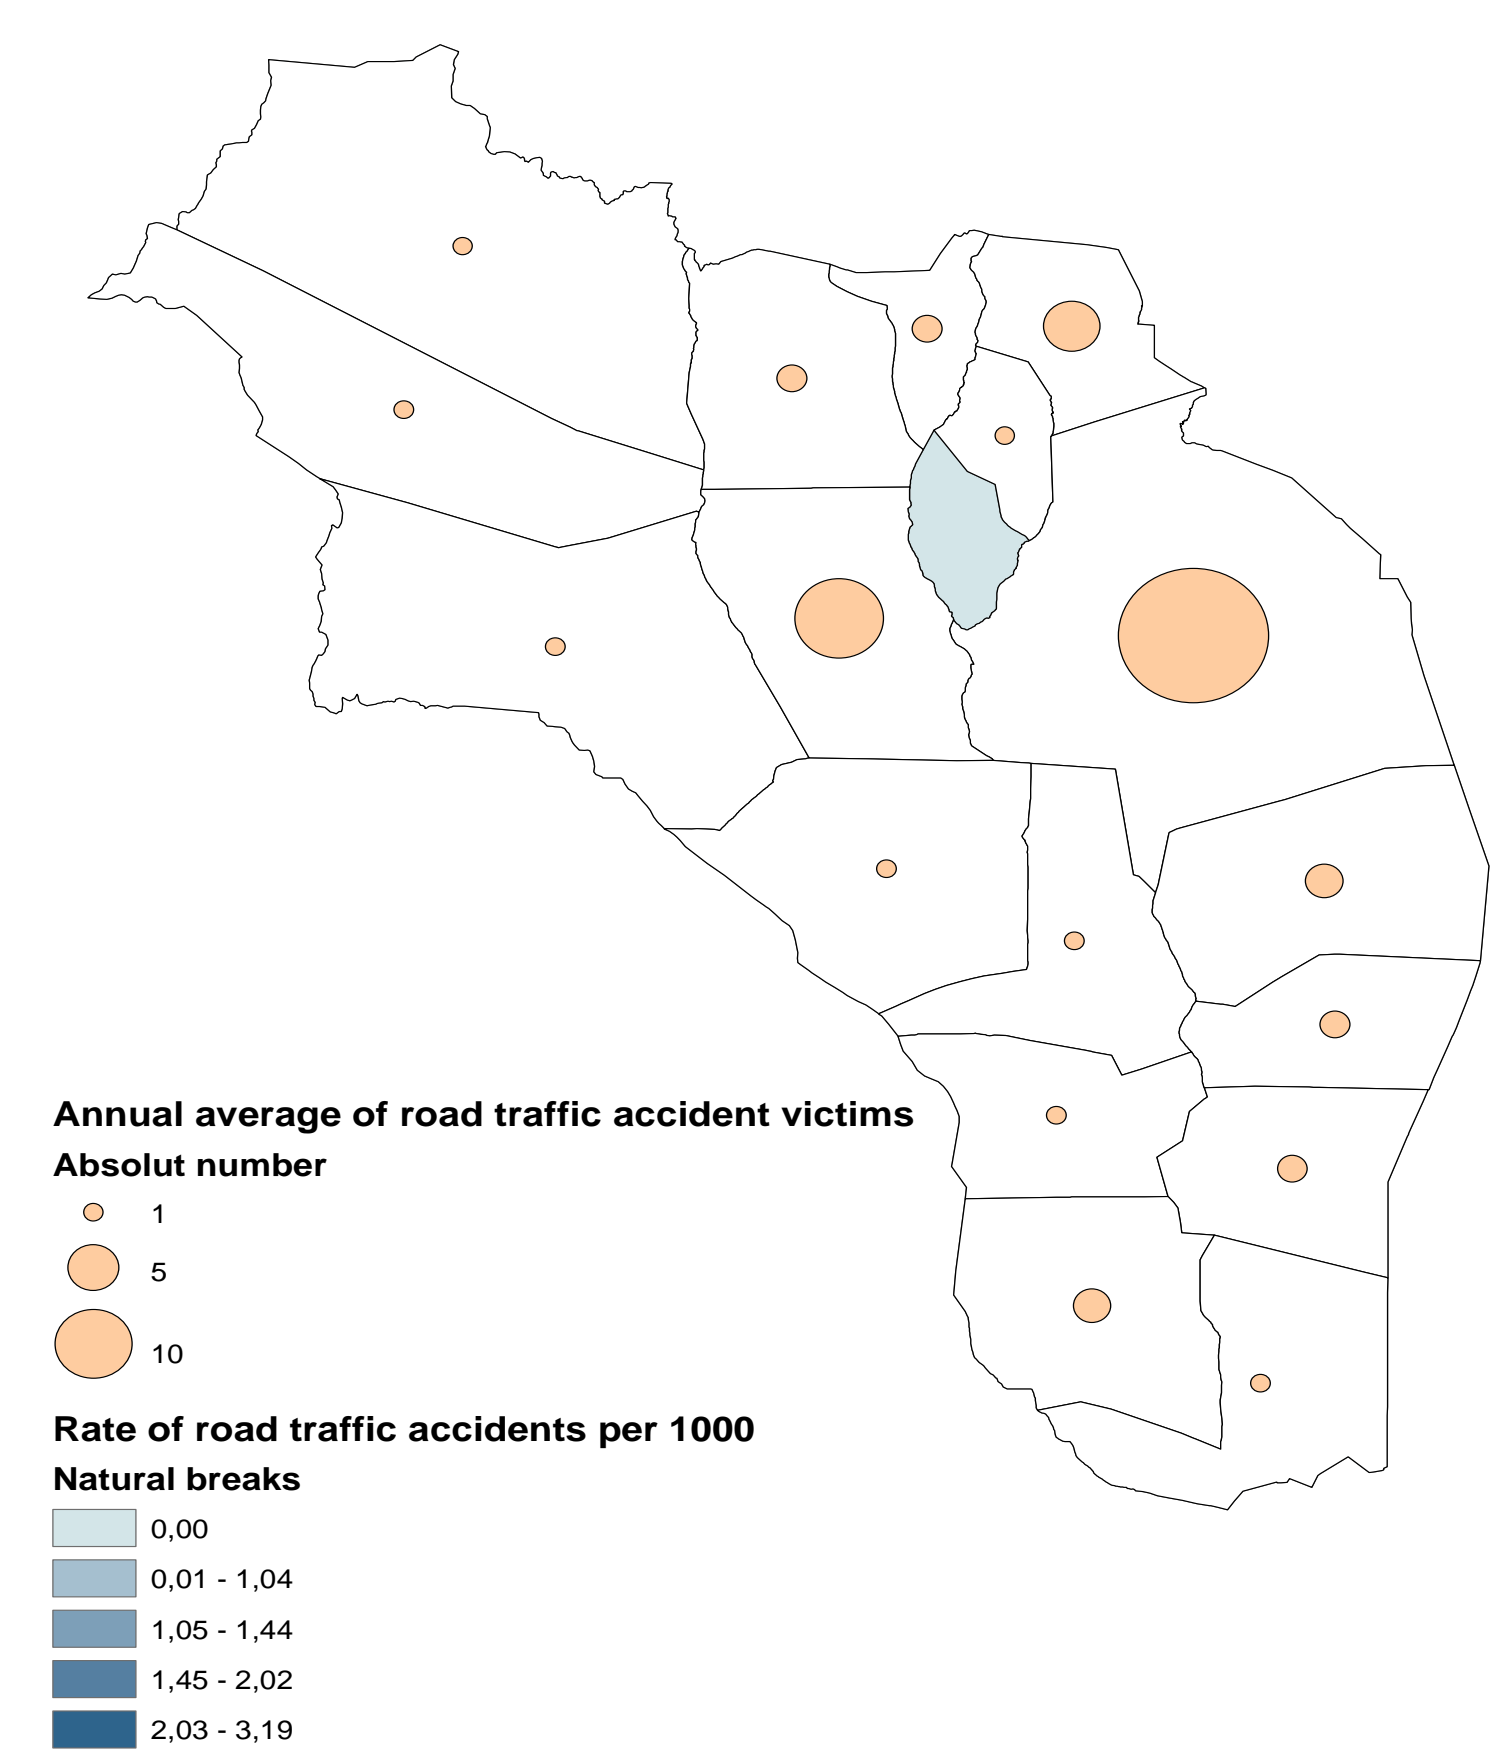 Annual average of road traffic accident victims
Absolut number
1
5
10
Rate of road traffic accidents per 1000
Natural breaks
0,00
0,01 - 1,04
1,05 - 1,44
1,45 - 2,02
2,03 - 3,19